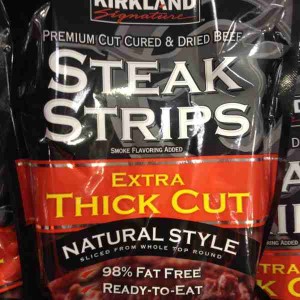 KIRKLAND
Signature
PREMIUM CUT CURED & DRIED BEEF
STEAK
STRIPS
SMOKE FLAVORING ADDED
EXTRA
THICK CUT
NATURAL STYLE
SLICED FROM WHOLE TOP ROUND
98% FAT FREE
READY-TO-EAT